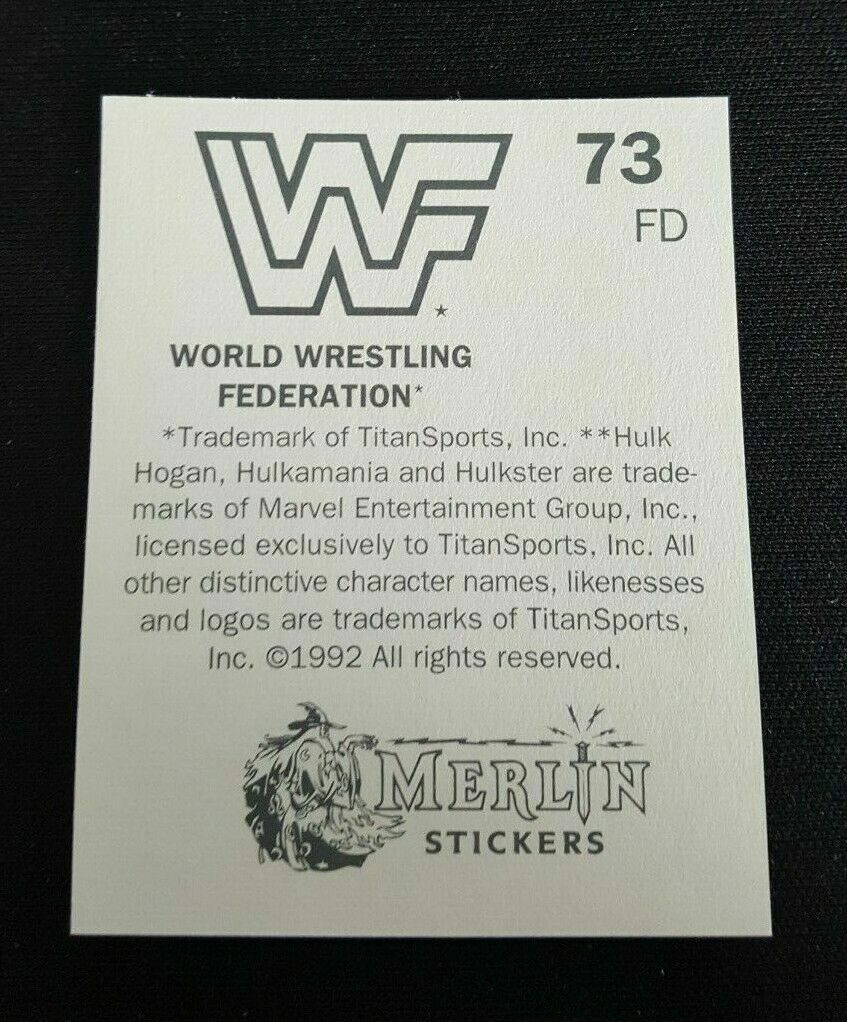 WF
73
FD
WORLD WRESTLING
FEDERATION*
*Trademark of TitanSports, Inc. **Hulk
Hogan, Hulkamania and Hulkster are trade-
marks of Marvel Entertainment Group, Inc.,
licensed exclusively to TitanSports, Inc. All
other distinctive character names, likenesses
and logos are trademarks of TitanSports,
Inc. ©1992 All rights reserved.
MERLIN
STICKERS